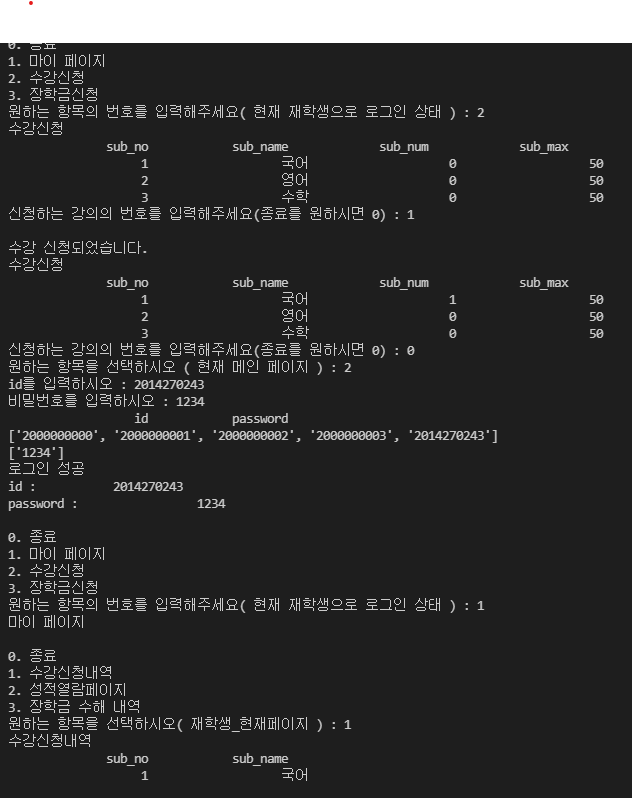 0. 종료
1. 마이 페이지
2. 수강신청
3. 장학금신청
원하는 항목의 번호를 입력해주세요( 현재 재학생으로 로그인 상태 ) : 2
수강신청
sub_no sub_name sub_num sub_max
1 국어 0 50
2 영어 0 50
3 수학 0 50
신청하는 강의의 번호를 입력해주세요(종료를 원하시면 0) : 1
수강 신청되었습니다.
수강신청
sub_no sub_name sub_num sub_max
1 국어 1 50
2 영어 0 50
3 수학 0 50
신청하는 강의의 번호를 입력해주세요(종료를 원하시면 0) : 0
원하는 항목을 선택하시오 ( 현재 메인 페이지 ) : 2
id를 입력하시오 : 2014270243
비밀번호를 입력하시오 : 1234
id password
['2000000000', '2000000001', '2000000002', '2000000003', '2014270243']
['1234']
로그인 성공
id : 2014270243
password : 1234
0. 종료
1. 마이 페이지
2. 수강신청
3. 장학금신청
원하는 항목의 번호를 입력해주세요( 현재 재학생으로 로그인 상태 ) : 1
마이 페이지
0. 종료
1. 수강신청내역
2. 성적열람페이지
3. 장학금 수해 내역
원하는 항목을 선택하시오( 재학생_현재페이지 ) : 1
수강신청내역
sub_no sub_name
1 국어